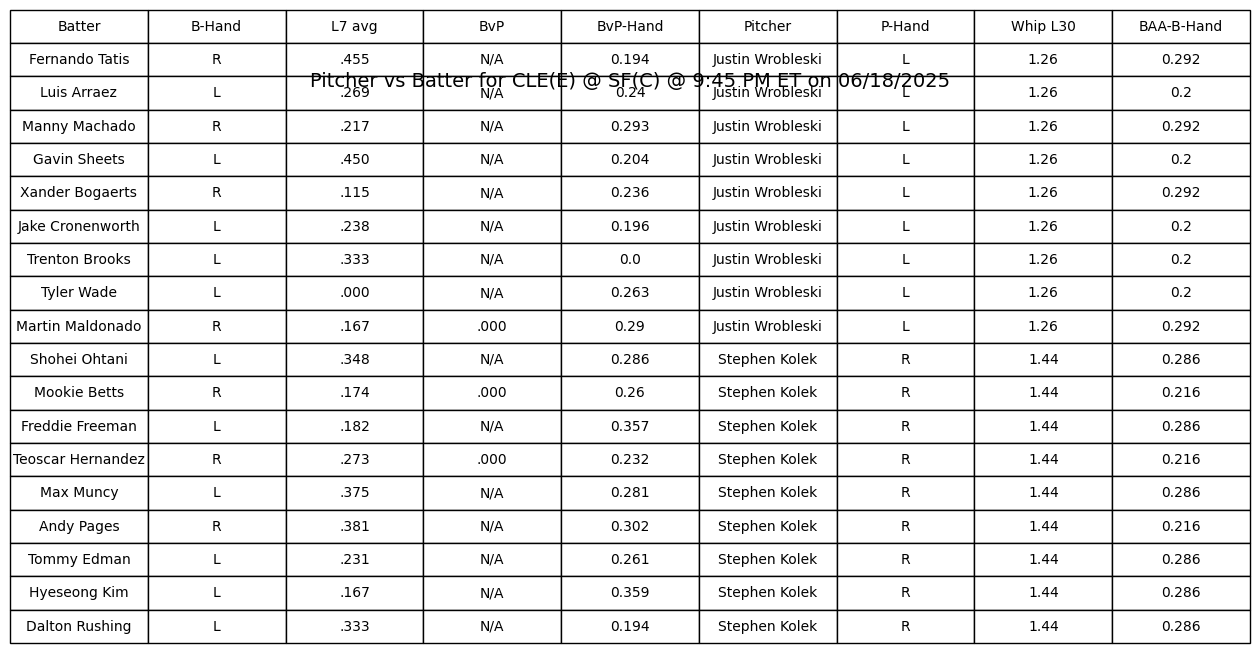 Batter B-Hand L7 avg BvP BvP-Hand Pitcher P-Hand Whip L30 BAA-B-Hand
Fernando Tatis R .455 N/A 0.194 Justin Wrobleski L 1.26 0.292
Pitcher vs Batter for CLE(E) @ SF(C) @ 9:45 PM ET on 06/18/2025
Luis Arraez L .269 N/A 0.24 Justin Wrobleski L 1.26 0.2
Manny Machado R .217 N/A 0.293 Justin Wrobleski L 1.26 0.292
Gavin Sheets L .450 N/A 0.204 Justin Wrobleski L 1.26 0.2
Xander Bogaerts R .115 N/A 0.236 Justin Wrobleski L 1.26 0.292
Jake Cronenworth L .238 N/A 0.196 Justin Wrobleski L 1.26 0.2
Trenton Brooks L .333 N/A 0.0 Justin Wrobleski L 1.26 0.2
Tyler Wade L .000 N/A 0.263 Justin Wrobleski L 1.26 0.2
Martin Maldonado R .167 .000 0.29 Justin Wrobleski L 1.26 0.292
Shohei Ohtani L .348 N/A 0.286 Stephen Kolek R 1.44 0.286
Mookie Betts R .174 .000 0.26 Stephen Kolek R 1.44 0.216
Freddie Freeman L .182 N/A 0.357 Stephen Kolek R 1.44 0.286
Teoscar Hernandez R .273 .000 0.232 Stephen Kolek R 1.44 0.216
Max Muncy L .375 N/A 0.281 Stephen Kolek R 1.44 0.286
Andy Pages R .381 N/A 0.302 Stephen Kolek R 1.44 0.216
Tommy Edman L .231 N/A 0.261 Stephen Kolek R 1.44 0.286
Hyeseong Kim L .167 N/A 0.359 Stephen Kolek R 1.44 0.286
Dalton Rushing L .333 N/A 0.194 Stephen Kolek R 1.44 0.286